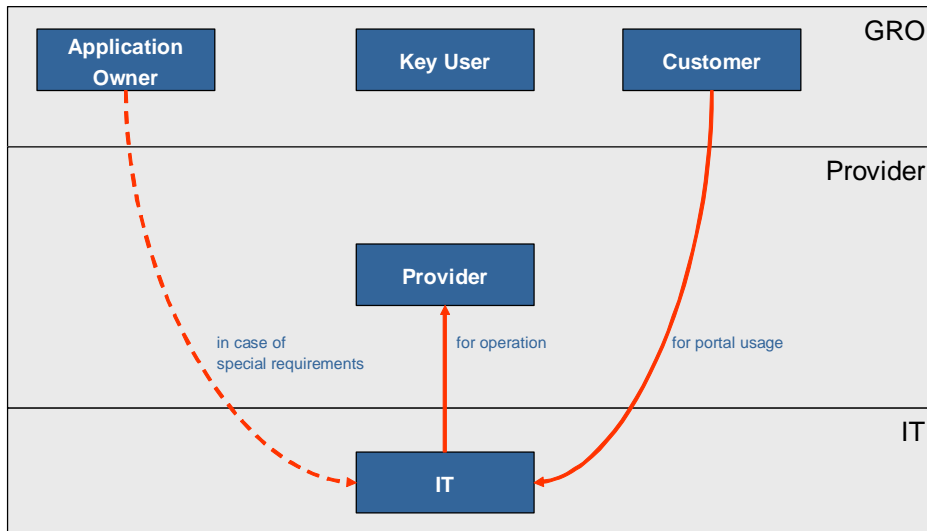 GRO
Application
Owner
Key User
Customer
Provider
Provider
in case of
special requirements
for operation
for portal usage
IT
IT